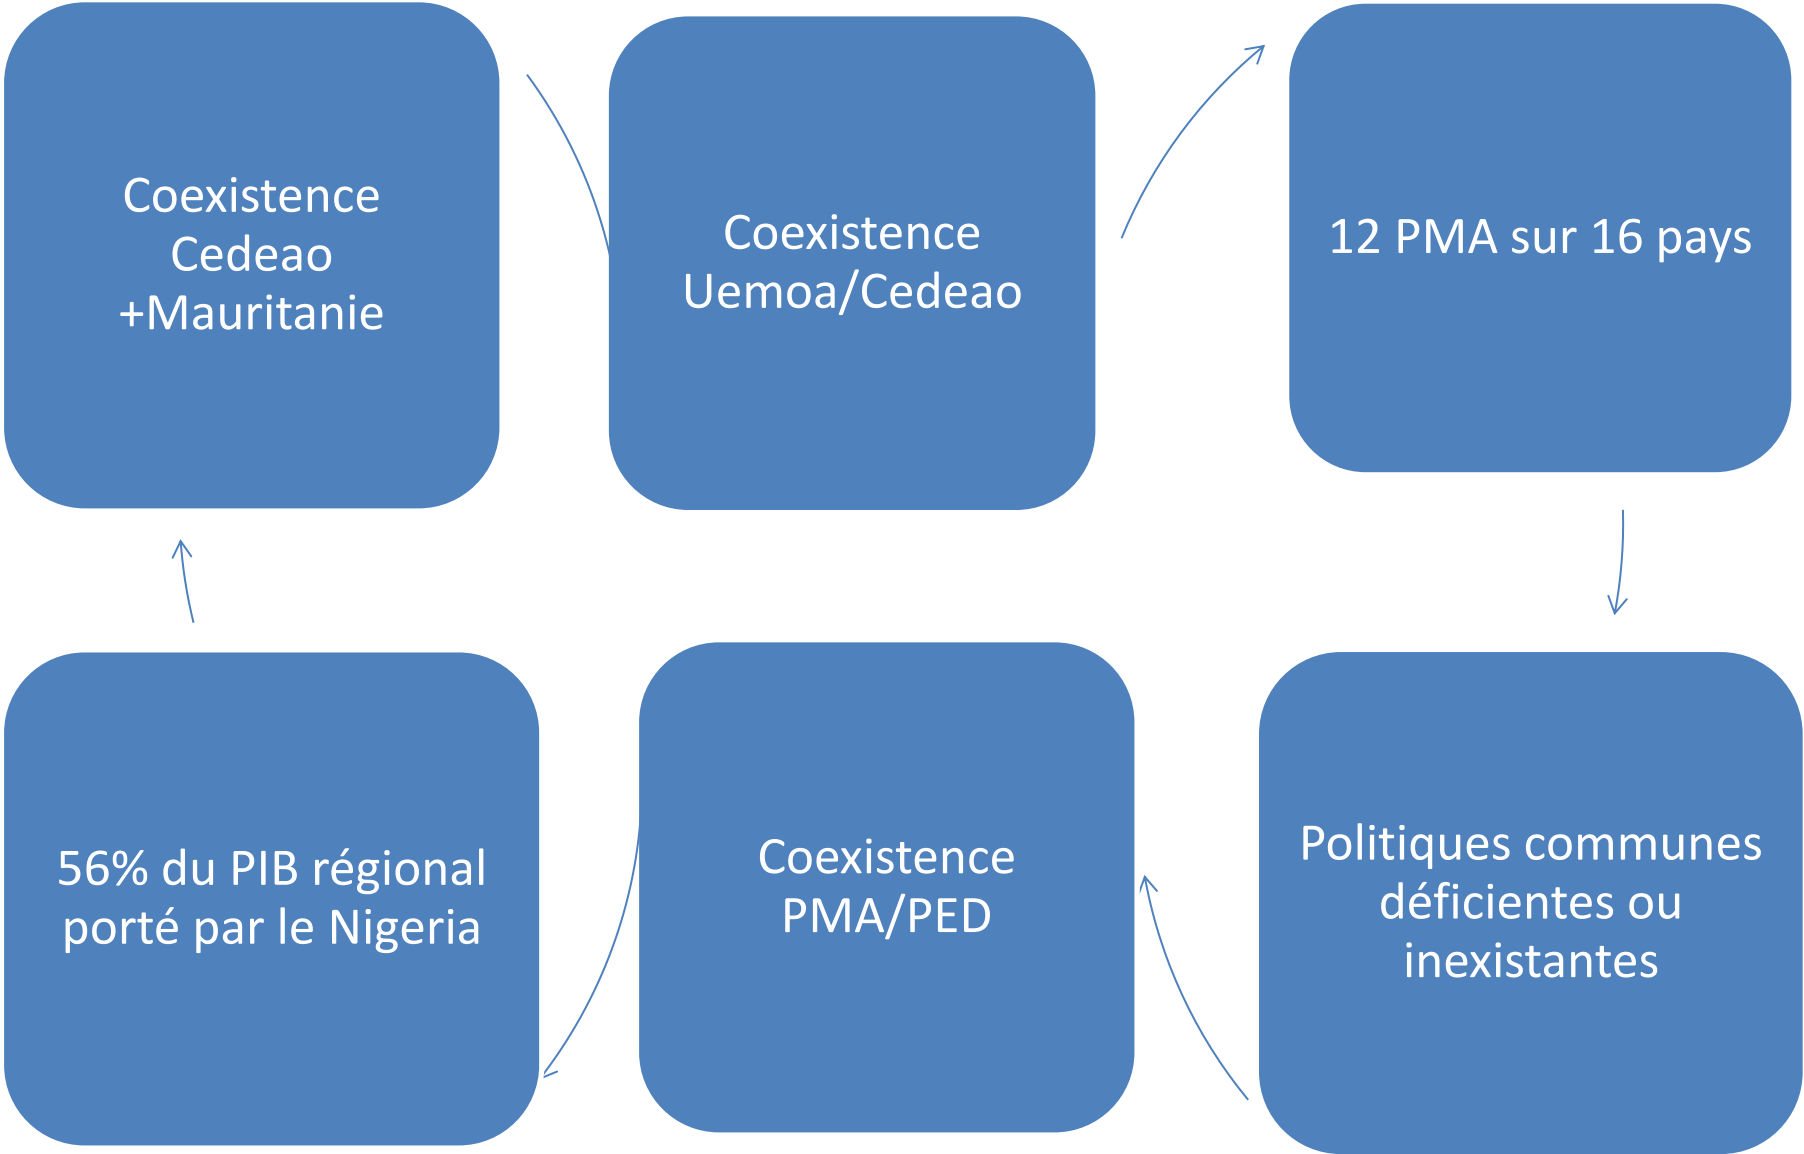 Coexistence
Cedeao
+Mauritanie
Coexistence
Uemoa/Cedeao
12 PMA sur 16 pays
Politiques communes
déficientes ou
inexistantes
Coexistence
PMA/PED
56% du PIB régional
porté par le Nigeria